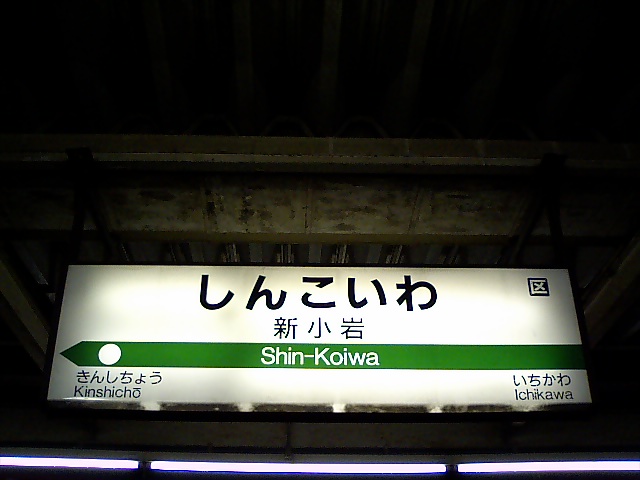 しんこいわ
区
新小岩
Shin-Koiwa
きんしちょう
Kinshichō
いちかわ
Ichikawa